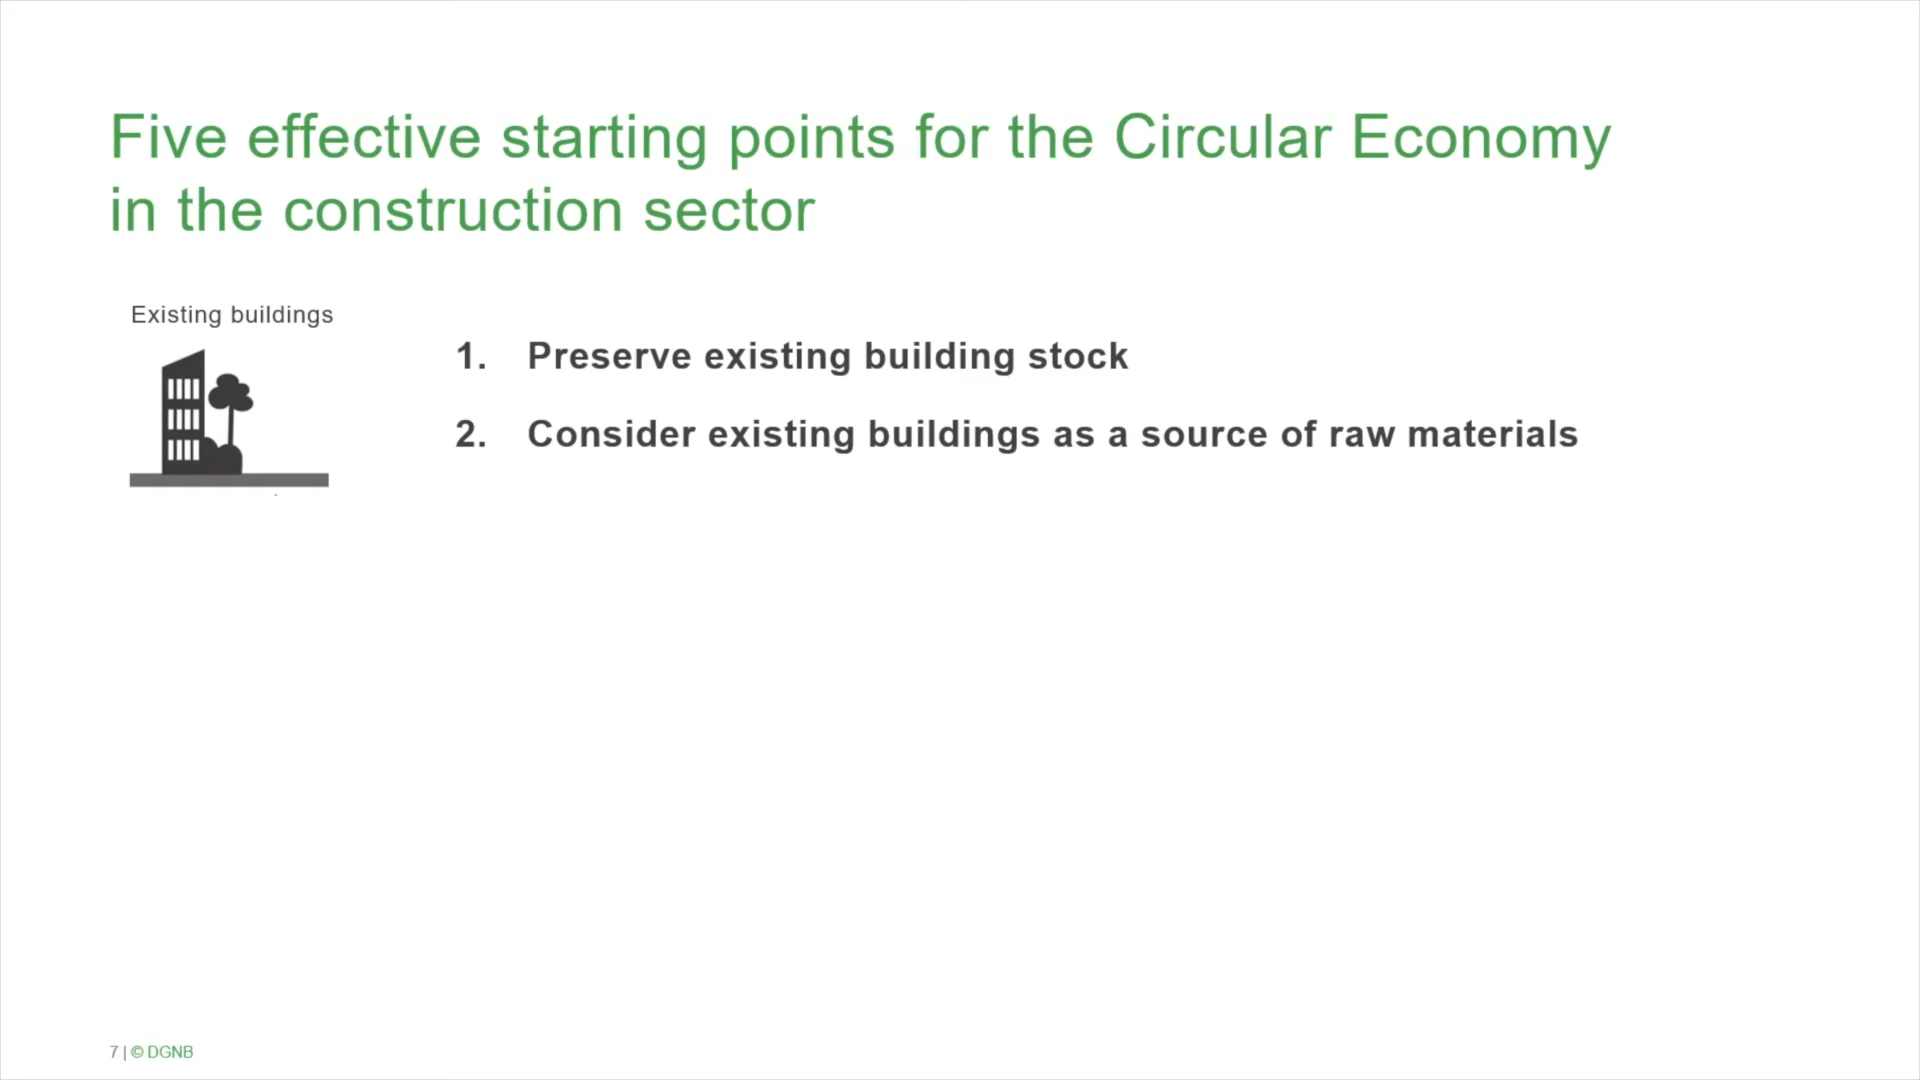 Five effective starting points for the Circular Economy
in the construction sector
Existing buildings
1. Preserve existing building stock
2. Consider existing buildings as a source of raw materials
7 | © DGNB